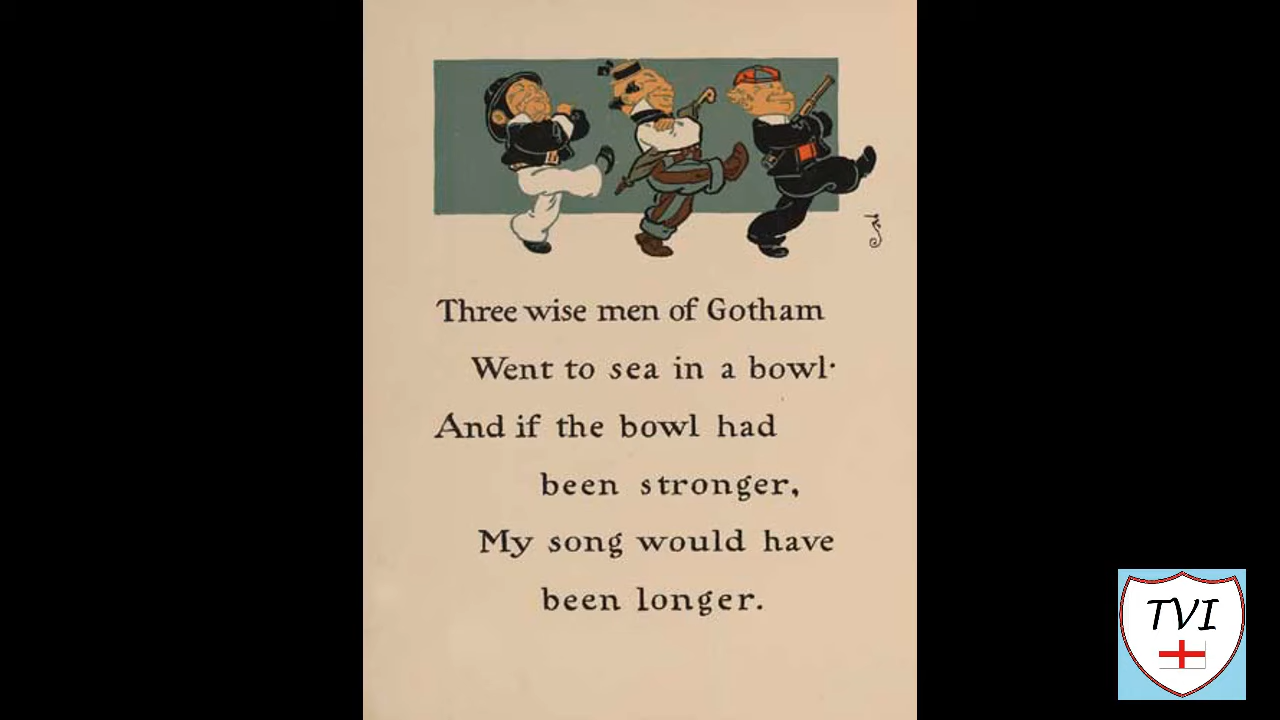 Three wise men of Gotham
Went to sea in a bowl.
And if the bowl had
been stronger,
My song would have
been longer.
TVI